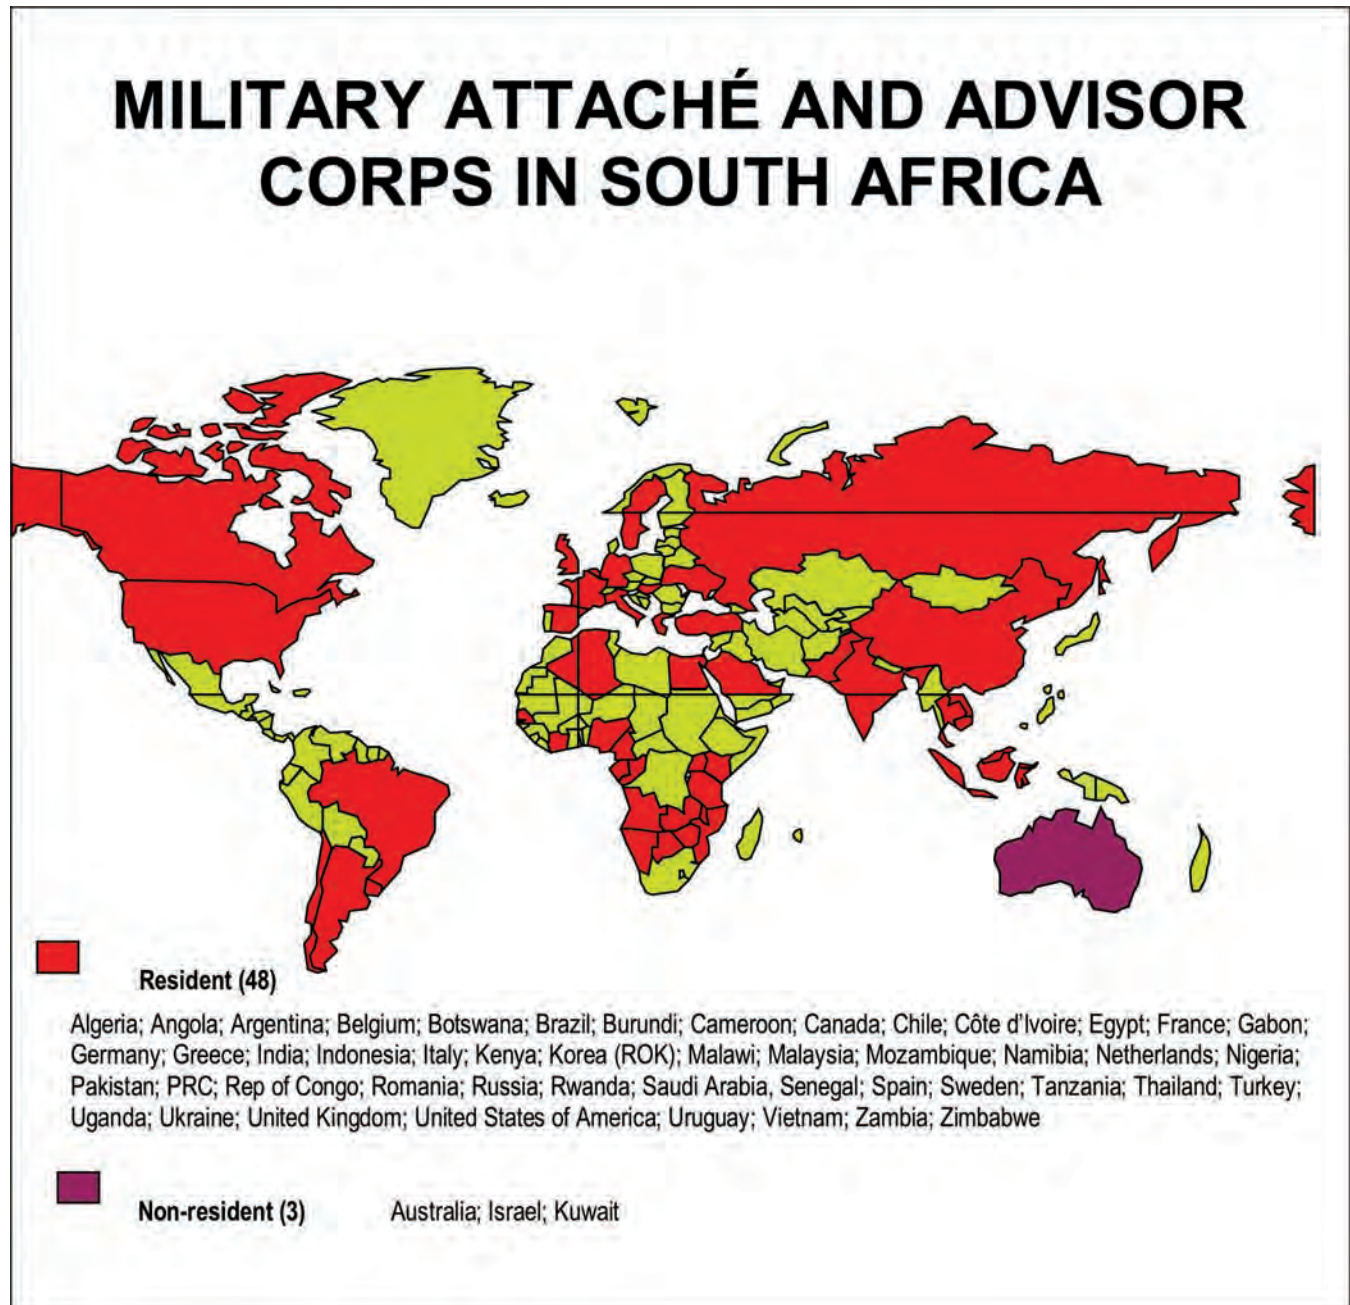 MILITARY ATTACHÉ AND ADVISOR
CORPS IN SOUTH AFRICA
Resident (48)
Algeria; Angola; Argentina; Belgium; Botswana; Brazil; Burundi; Cameroon; Canada; Chile; Côte d'Ivoire; Egypt; France; Gabon;
Germany; Greece; India; Indonesia; Italy; Kenya; Korea (ROK); Malawi; Malaysia; Mozambique; Namibia; Netherlands; Nigeria;
Pakistan; PRC; Rep of Congo; Romania; Russia; Rwanda; Saudi Arabia, Senegal; Spain; Sweden; Tanzania; Thailand; Turkey;
Uganda; Ukraine; United Kingdom; United States of America; Uruguay; Vietnam; Zambia; Zimbabwe
Non-resident (3) Australia; Israel; Kuwait